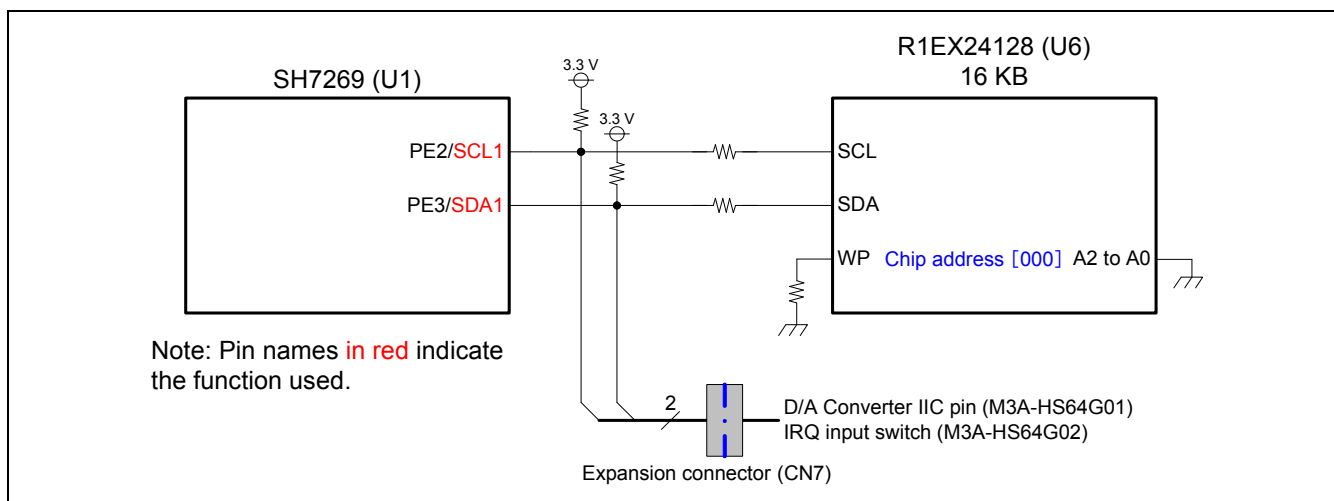 R1EX24128 (U6)
16 KB
SH7269 (U1)
3.3 V
3.3 V
PE2/SCL1
SCL
PE3/SDA1
SDA
WP
Chip address [000]
A2 to A0
Note: Pin names in red indicate
the function used.
2
D/A Converter IIC pin (M3A-HS64G01)
IRQ input switch (M3A-HS64G02)
Expansion connector (CN7)